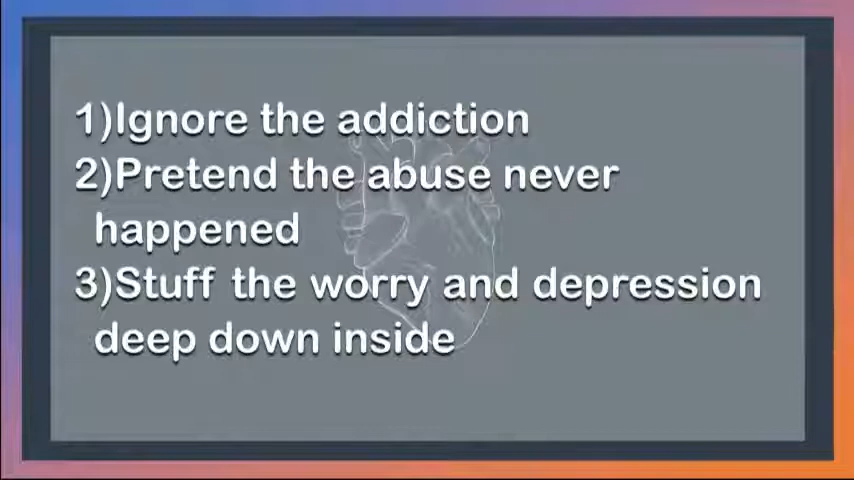 1)Ignore the addiction
2)Pretend the abuse never
happened
3)Stuff the worry and depression
deep down inside